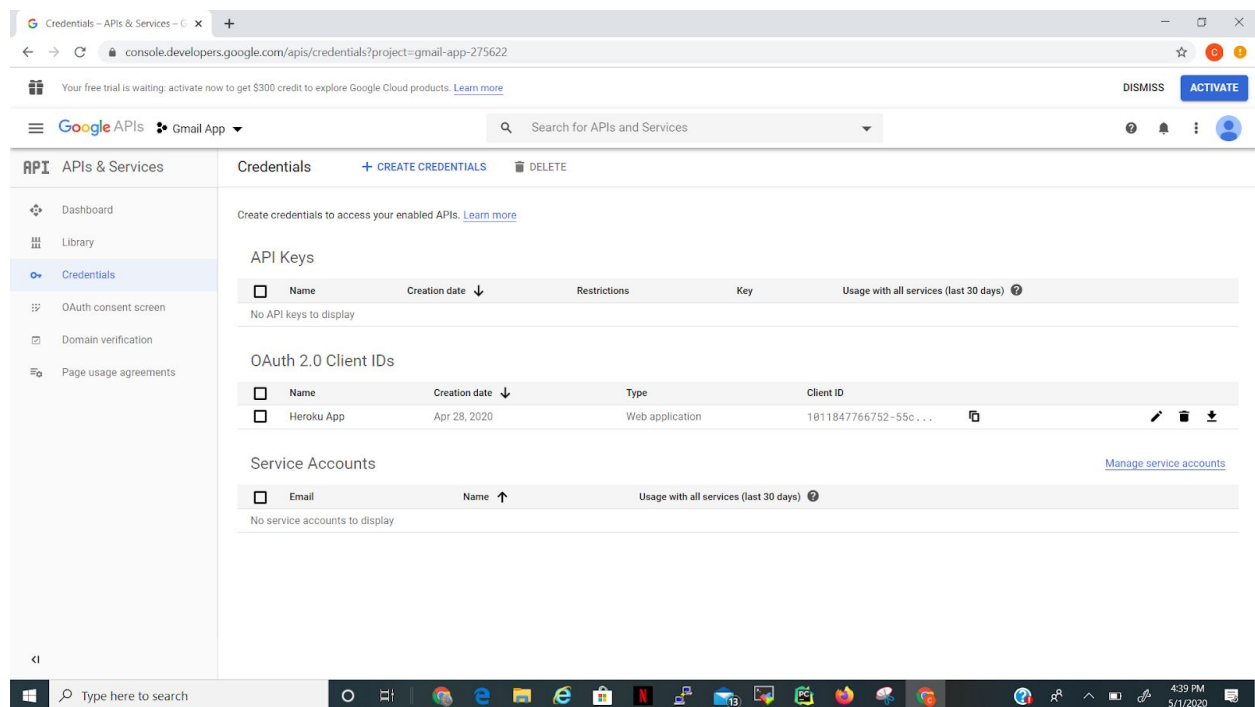 Credentials – APIs & Services – G
console.developers.google.com/apis/credentials?project=gmail-app-275622
C
Your free trial is waiting: activate now to get $300 credit to explore Google Cloud products. Learn more DISMISS ACTIVATE
Google APIs Gmail App Search for APIs and Services
API APIs & Services Credentials + CREATE CREDENTIALS DELETE
Dashboard
Library
Credentials
OAuth consent screen
Domain verification
Page usage agreements
Create credentials to access your enabled APIs. Learn more
API Keys
Name Creation date Restrictions Key Usage with all services (last 30 days)
No API keys to display
OAuth 2.0 Client IDs
Name Creation date Type Client ID
Heroku App Apr 28, 2020 Web application 1011847766752-55c...
Service Accounts Manage service accounts
Email Name Usage with all services (last 30 days)
No service accounts to display
Type here to search
N
13
PC
4:39 PM
5/1/2020